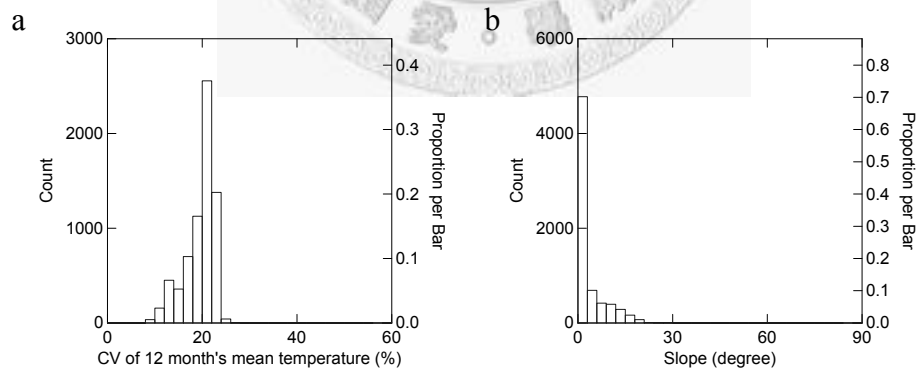 a
3000
2000
1000
0
Count
0.4
0.3
0.2
0.1
0.0
Proportion per Bar
0 20 40 60
CV of 12 month's mean temperature (%)
b
6000
4000
2000
0
Count
0.8
0.7
0.6
0.5
0.4
0.3
0.2
0.1
0.0
Proportion per Bar
0 30 60 90
Slope (degree)